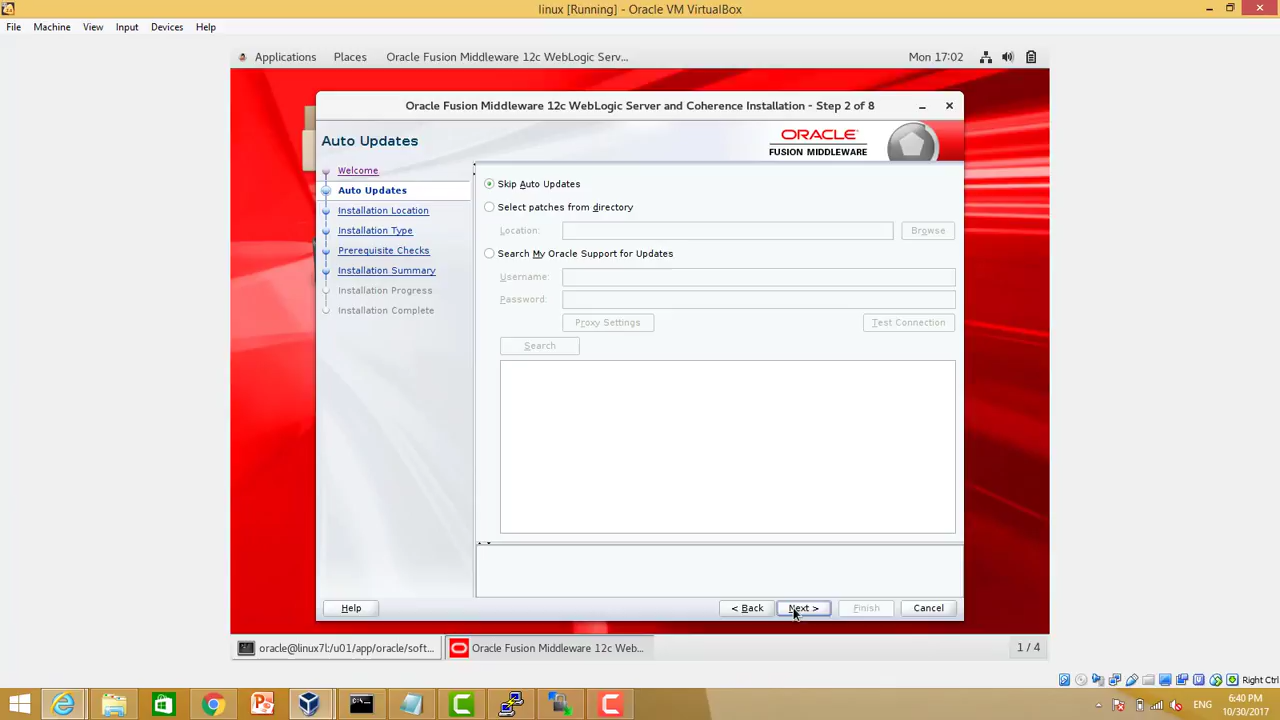 linux [Running] - Oracle VM VirtualBox
File Machine View Input Devices Help
Applications Places Oracle Fusion Middleware 12c WebLogic Serv... Mon 17:02
Oracle Fusion Middleware 12c WebLogic Server and Coherence Installation - Step 2 of 8
Auto Updates
ORACLE
FUSION MIDDLEWARE
Welcome
Auto Updates
Installation Location
Installation Type
Prerequisite Checks
Installation Summary
Installation Progress
Installation Complete
Skip Auto Updates
Select patches from directory
Location: Browse
Search My Oracle Support for Updates
Username:
Password:
Proxy Settings Test Connection
Search
Help < Back Next > Finish Cancel
oracle@linux7l:/u01/app/oracle/soft... Oracle Fusion Middleware 12c WebLog... 1 / 4
Right Ctrl
ENG 6:40 PM
10/30/2017